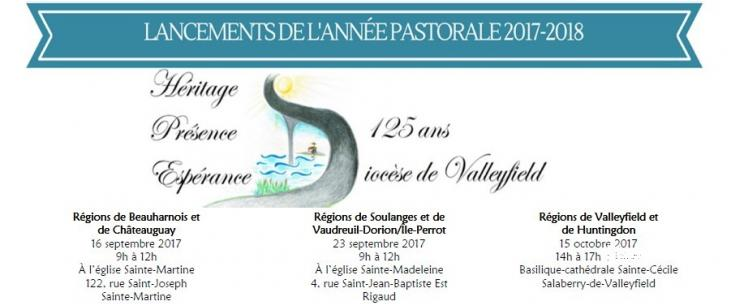 LANCEMENTS DE L'ANNÉE PASTORALE 2017-2018
Héritage
Présence 125 ans
Espérance Diocèse de Valleyfield
Régions de Beauharnois et
de Châteauguay
16 septembre 2017
9h à 12h
À l'église Sainte-Martine
122, rue Saint-Joseph
Sainte-Martine
Régions de Soulanges et de
Vaudreuil-Dorion/Île-Perrot
23 septembre 2017
9h à 12h
À l'église Sainte-Madeleine
4, rue Saint-Jean-Baptiste Est
Rigaud
Régions de Valleyfield et
de Huntingdon
15 octobre 2017
14h à 17h
Basilique-cathédrale Sainte-Cécile
Salaberry-de-Valleyfield